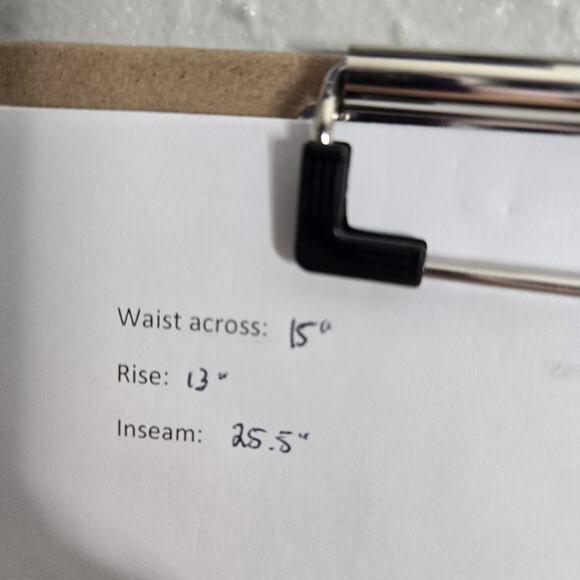 Waist across: 15"
Rise: 13"
Inseam: 25.5"